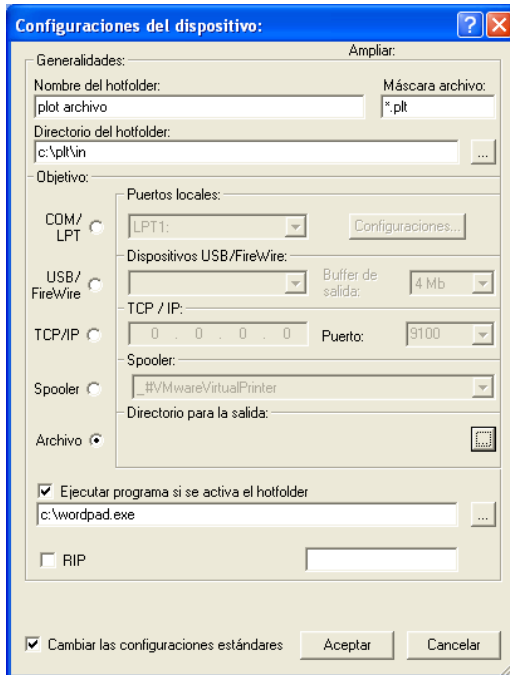 Configuraciones del dispositivo:
Ampliar:
Generalidades:
Nombre del hotfolder: Máscara archivo:
plot archivo *.plt
Directorio del hotfolder:
c:\plt\in ...
Objetivo:
Puertos locales:
COM/
LPT
LPT1: Configuraciones...
Dispositivos USB/FireWire:
USB/
FireWire
Buffer de
salida:
4 Mb
TCP / IP:
TCP/IP 0 . 0 . 0 . 0 Puerto: 9100
Spooler:
Spooler _#VMwareVirtualPrinter
Directorio para la salida:
Archivo ...
Ejecutar programa si se activa el hotfolder
c:\wordpad.exe ...
RIP
Cambiar las configuraciones estándares Aceptar Cancelar